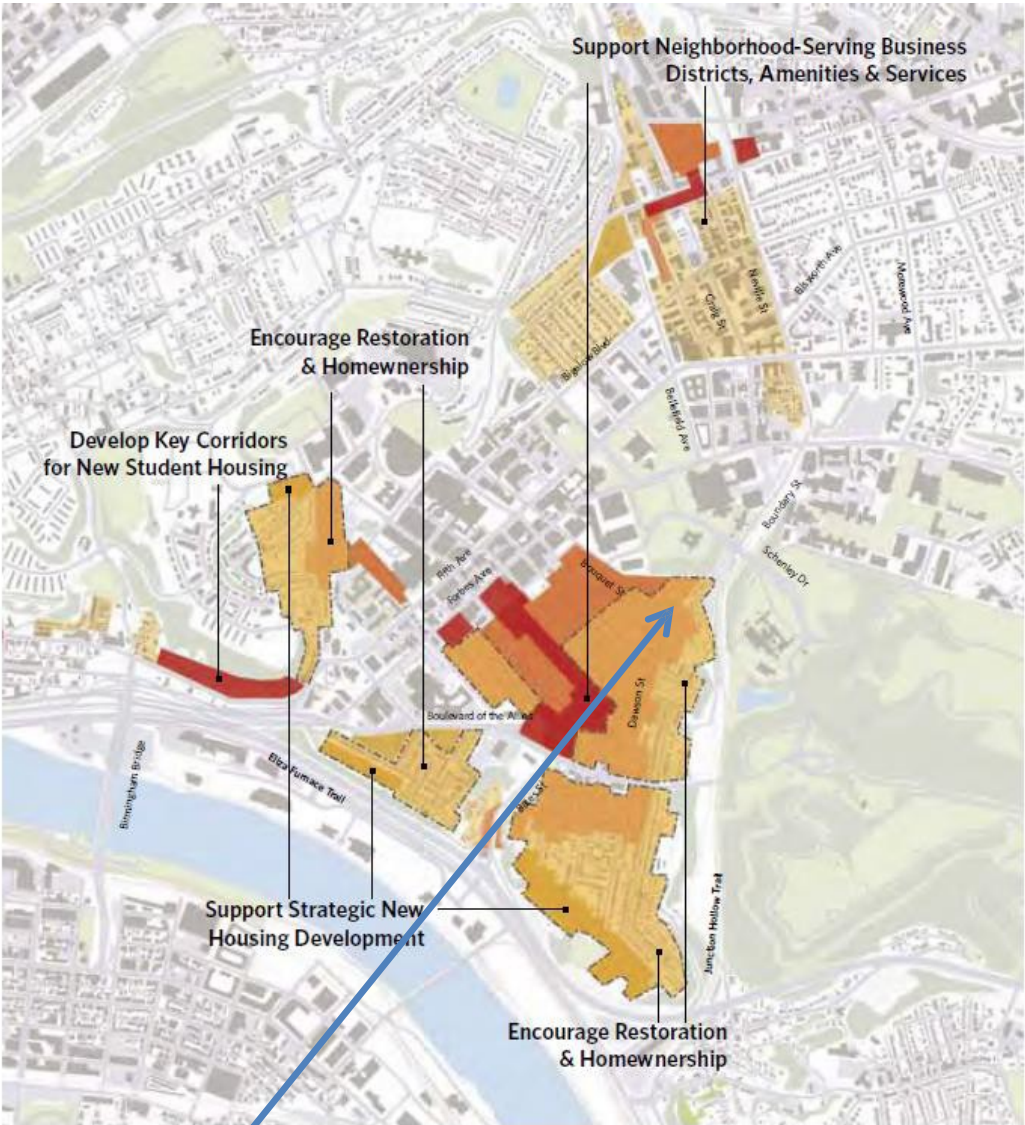 Support Neighborhood-Serving Business
Districts, Amenities & Services
Ellsworth Ave
Morewood Ave
Neville St
Craig St
Encourage Restoration
& Homewnership
Bigelow Blvd
Bellefield Ave
Develop Key Corridors
for New Student Housing
Boundary St
Schenley Dr
Fifth Ave
Forbes Ave
Bouquet St
Dawson St
Boulevard of the Allies
Birmingham Bridge
Eliza Furnace Trail
Bates St
Support Strategic New
Housing Development
Junction Hollow Trail
Encourage Restoration
& Homewnership